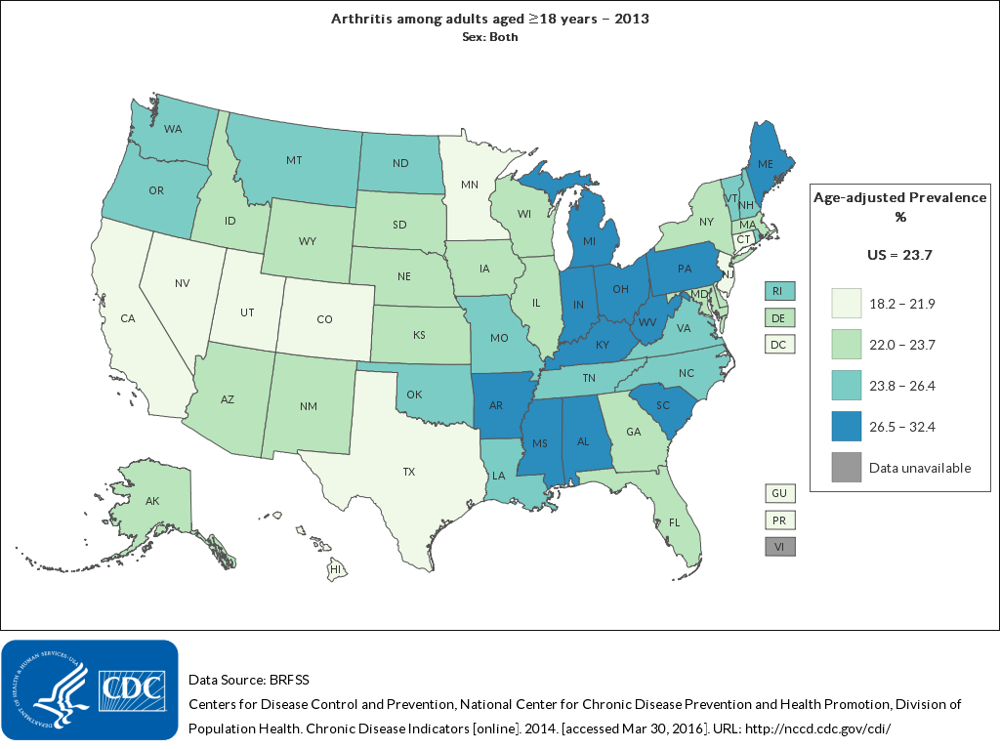 Arthritis among adults aged ≥18 years – 2013
Sex: Both
WA
MT
ND
MN
ME
OR
ID
WY
SD
WI
MI
VT
NH
NY
MA
CT
CA
NV
UT
CO
NE
IA
IL
IN
OH
PA
NJ
MD
WV
VA
KS
MO
KY
AZ
NM
OK
AR
TN
NC
SC
TX
LA
MS
AL
GA
FL
AK
HI
RI
DE
DC
GU
PR
VI
Age-adjusted Prevalence
%
US = 23.7
18.2 – 21.9
22.0 – 23.7
23.8 – 26.4
26.5 – 32.4
Data unavailable
DEPARTMENT OF HEALTH & HUMAN SERVICES·USA
CDC
Data Source: BRFSS
Centers for Disease Control and Prevention, National Center for Chronic Disease Prevention and Health Promotion, Division of
Population Health. Chronic Disease Indicators [online]. 2014. [accessed Mar 30, 2016]. URL: http://nccd.cdc.gov/cdi/